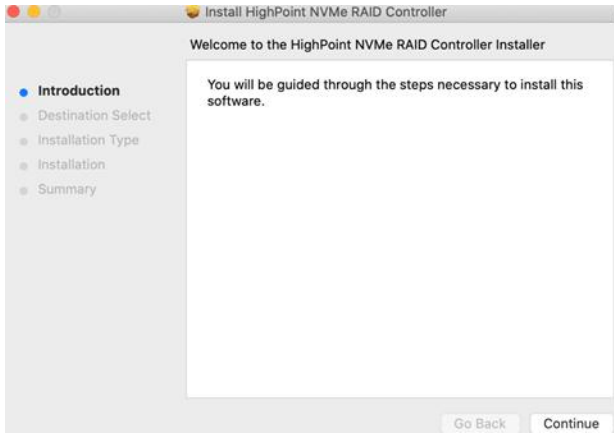 Install HighPoint NVMe RAID Controller
Welcome to the HighPoint NVMe RAID Controller Installer
Introduction
Destination Select
Installation Type
Installation
Summary
You will be guided through the steps necessary to install this
software.
Go Back
Continue